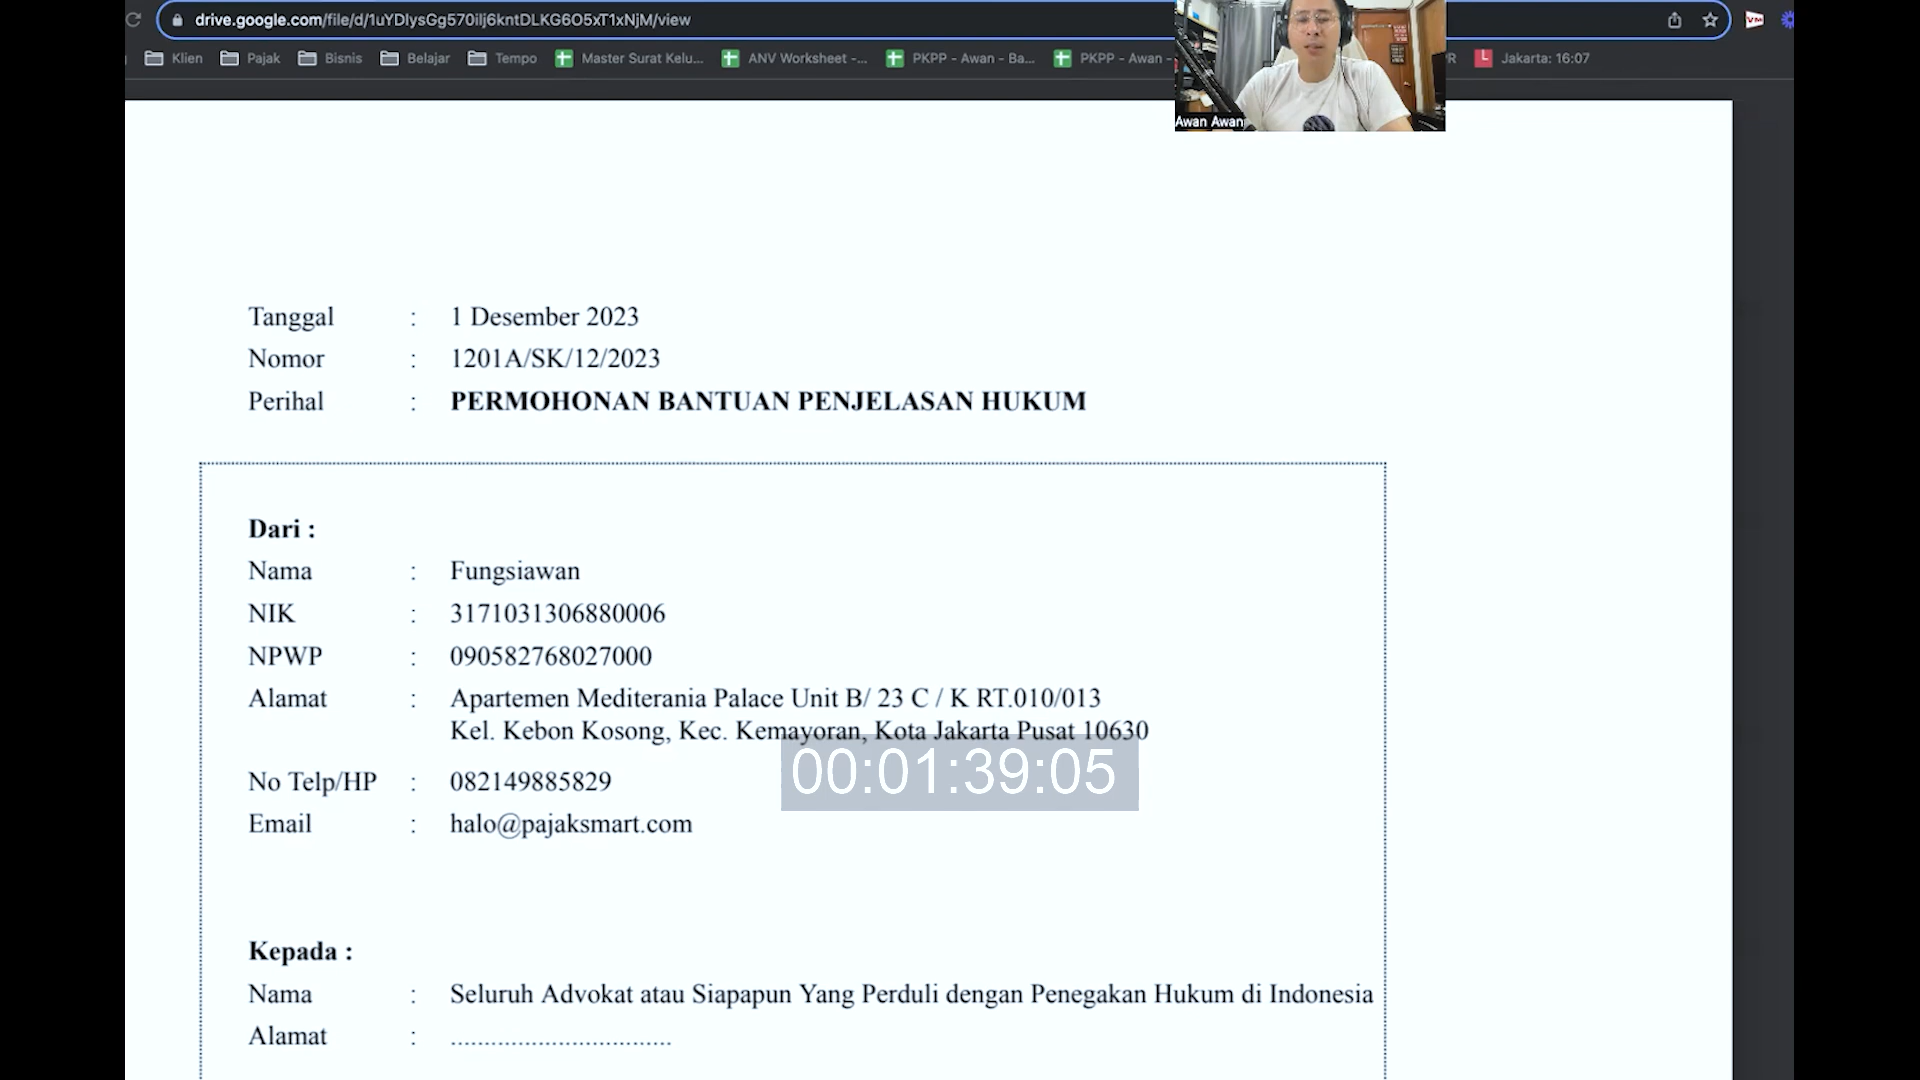 drive.google.com/file/d/1uYDlysGg570ilj6kntDLKG6O5xT1xNjM/view
Klien Pajak Bisnis Belajar Tempo Master Surat Kelu... ANV Worksheet -... PKPP - Awan - Ba... PKPP - Awan - Jakarta: 16:07
Awan Awan
Tanggal : 1 Desember 2023
Nomor : 1201A/SK/12/2023
Perihal : PERMOHONAN BANTUAN PENJELASAN HUKUM
Dari :
Nama : Fungsiawan
NIK : 3171031306880006
NPWP : 090582768027000
Alamat : Apartemen Mediterania Palace Unit B/ 23 C / K RT.010/013
Kel. Kebon Kosong, Kec. Kemayoran, Kota Jakarta Pusat 10630
00:01:39:05
No Telp/HP : 082149885829
Email : halo@pajaksmart.com
Kepada :
Nama : Seluruh Advokat atau Siapapun Yang Perduli dengan Penegakan Hukum di Indonesia
Alamat : .................................